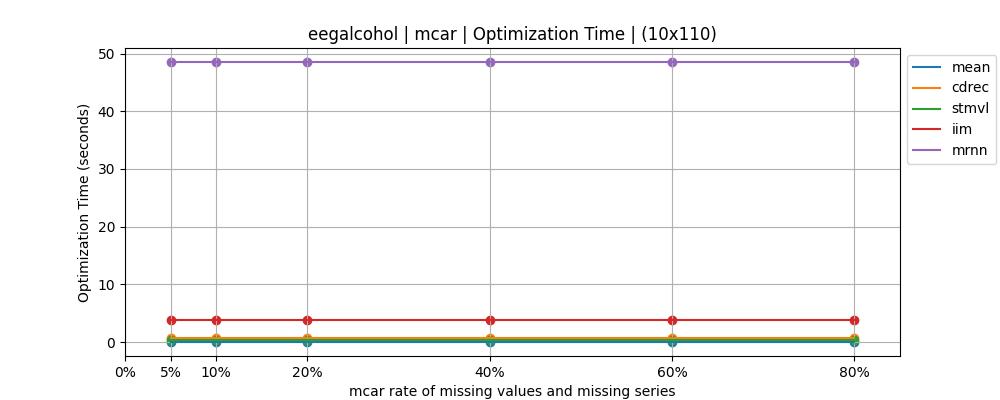 eegalcohol | mcar | Optimization Time | (10x110)
Optimization Time (seconds)
50
40
30
20
10
0
0%
5%
10%
20%
40%
60%
80%
mcar rate of missing values and missing series
mean
cdrec
stmvl
iim
mrnn